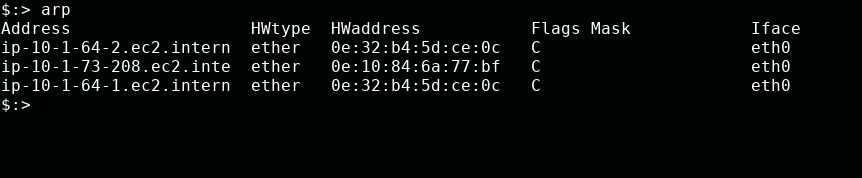 $:> arp
Address                  HWtype  HWaddress           Flags Mask            Iface
ip-10-1-64-2.ec2.intern  ether   0e:32:b4:5d:ce:0c   C                     eth0
ip-10-1-73-208.ec2.inte  ether   0e:10:84:6a:77:bf   C                     eth0
ip-10-1-64-1.ec2.intern  ether   0e:32:b4:5d:ce:0c   C                     eth0
$:>